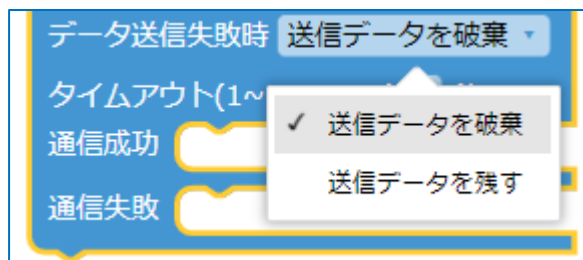 データ送信失敗時 送信データを破棄
タイムアウト(1~
✓ 送信データを破棄
通信成功
送信データを残す
通信失敗